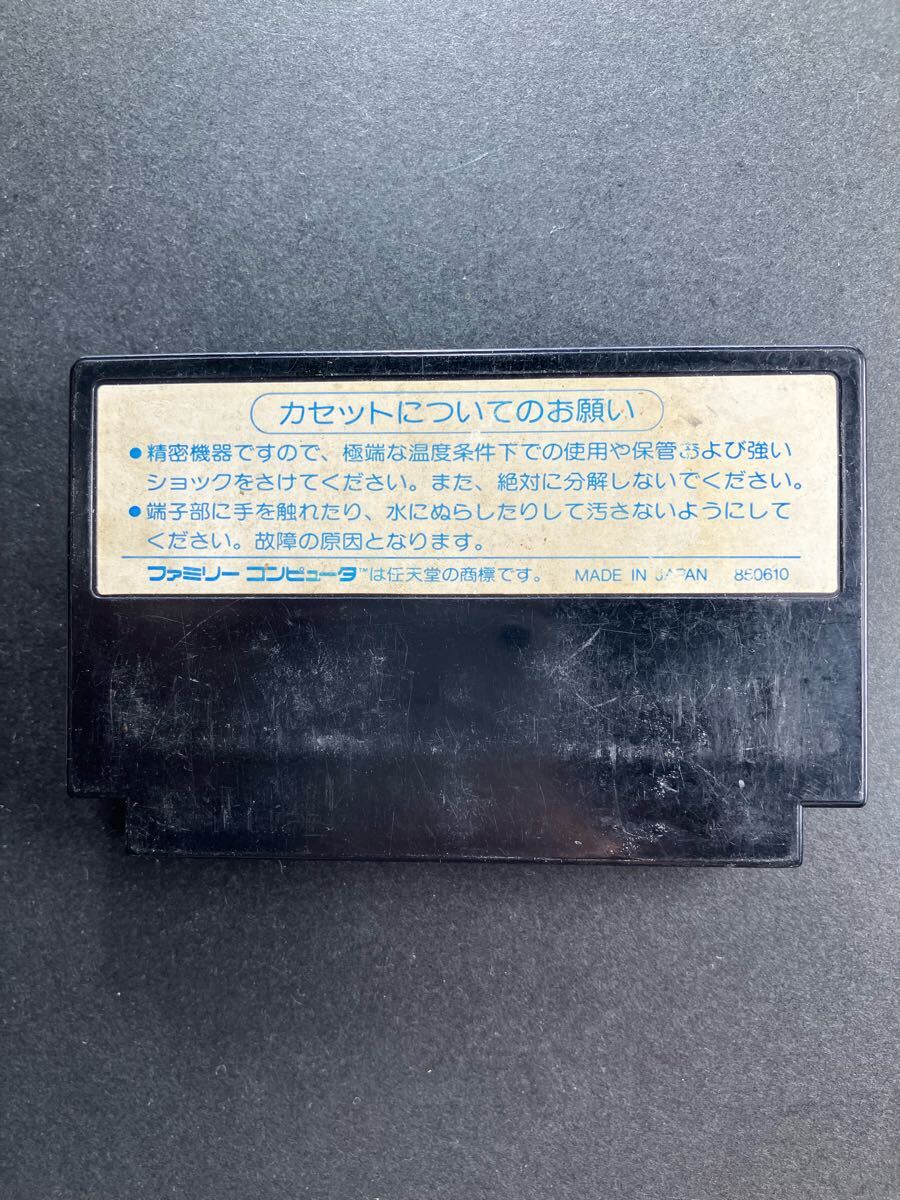 カセットについてのお願い
●精密機器ですので、極端な温度条件下での使用や保管および強い
ショックをさけてください。また、絶対に分解しないでください。
●端子部に手を触れたり、水にぬらしたりして汚さないようにして
ください。故障の原因となります。
ファミリー コンピュータ™は任天堂の商標です。 MADE IN JAPAN 850610